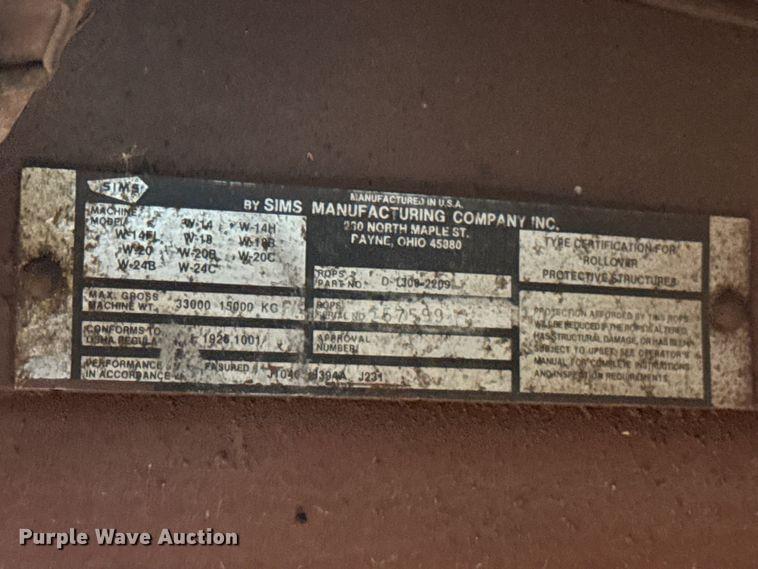 SIMS
MANUFACTURED IN U.S.A.
BY SIMS MANUFACTURING COMPANY INC.
230 NORTH MAPLE ST.
PAYNE, OHIO 45880
MACHINE MODEL
W-14 W-14H
W-14FL W-18 W-18B
W-20 W-20B W-20C
W-24B W-24C
MAX. GROSS MACHINE WT. 33000 15000 KG
CONFORMS TO 1926.1001
PERFORMANCE IN ACCORDANCE J1040 J394A J231
ROPS PART NO.
ROPS SERIAL NO
APPROVAL NUMBER
TYPE CERTIFICATION FOR
ROLLOVER
PROTECTIVE STRUCTURES
PROTECTION AFFORDED BY THIS ROPS
WILL BE REDUCED IF THE ROPS IS ALTERED,
HAS STRUCTURAL DAMAGE, OR HAS BEEN
SUBJECT TO UPSET. SEE OPERATOR'S
MANUAL FOR COMPLETE INSTRUCTIONS
AND INSPECTION REQUIREMENTS.
Purple Wave Auction